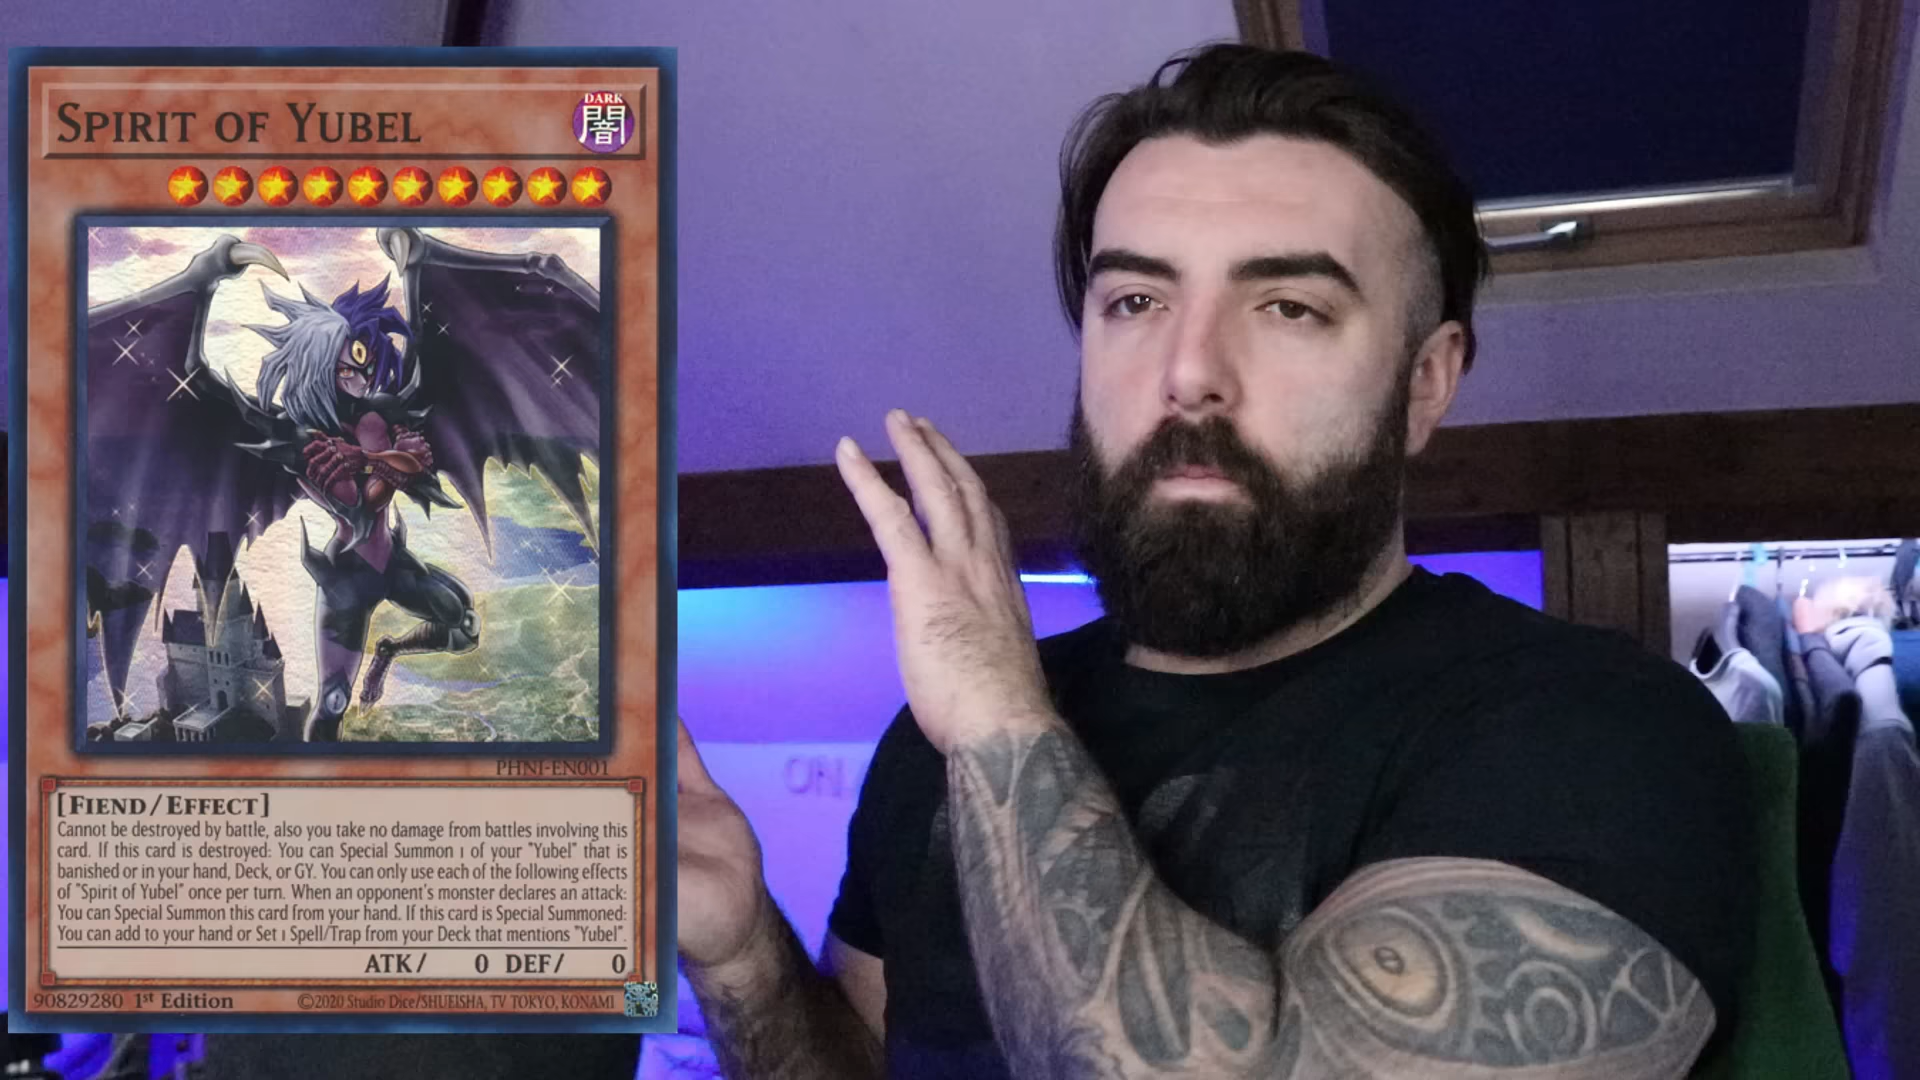 SPIRIT OF YUBEL
DARK
闇
PHNI-EN001
[FIEND/EFFECT]
Cannot be destroyed by battle, also you take no damage from battles involving this
card. If this card is destroyed: You can Special Summon 1 of your "Yubel" that is
banished or in your hand, Deck, or GY. You can only use each of the following effects
of "Spirit of Yubel" once per turn. When an opponent's monster declares an attack:
You can Special Summon this card from your hand. If this card is Special Summoned:
You can add to your hand or Set 1 Spell/Trap from your Deck that mentions "Yubel".
ATK/ 0 DEF/ 0
90829280 1st Edition ©2020 Studio Dice/SHUEISHA, TV TOKYO, KONAMI
ON